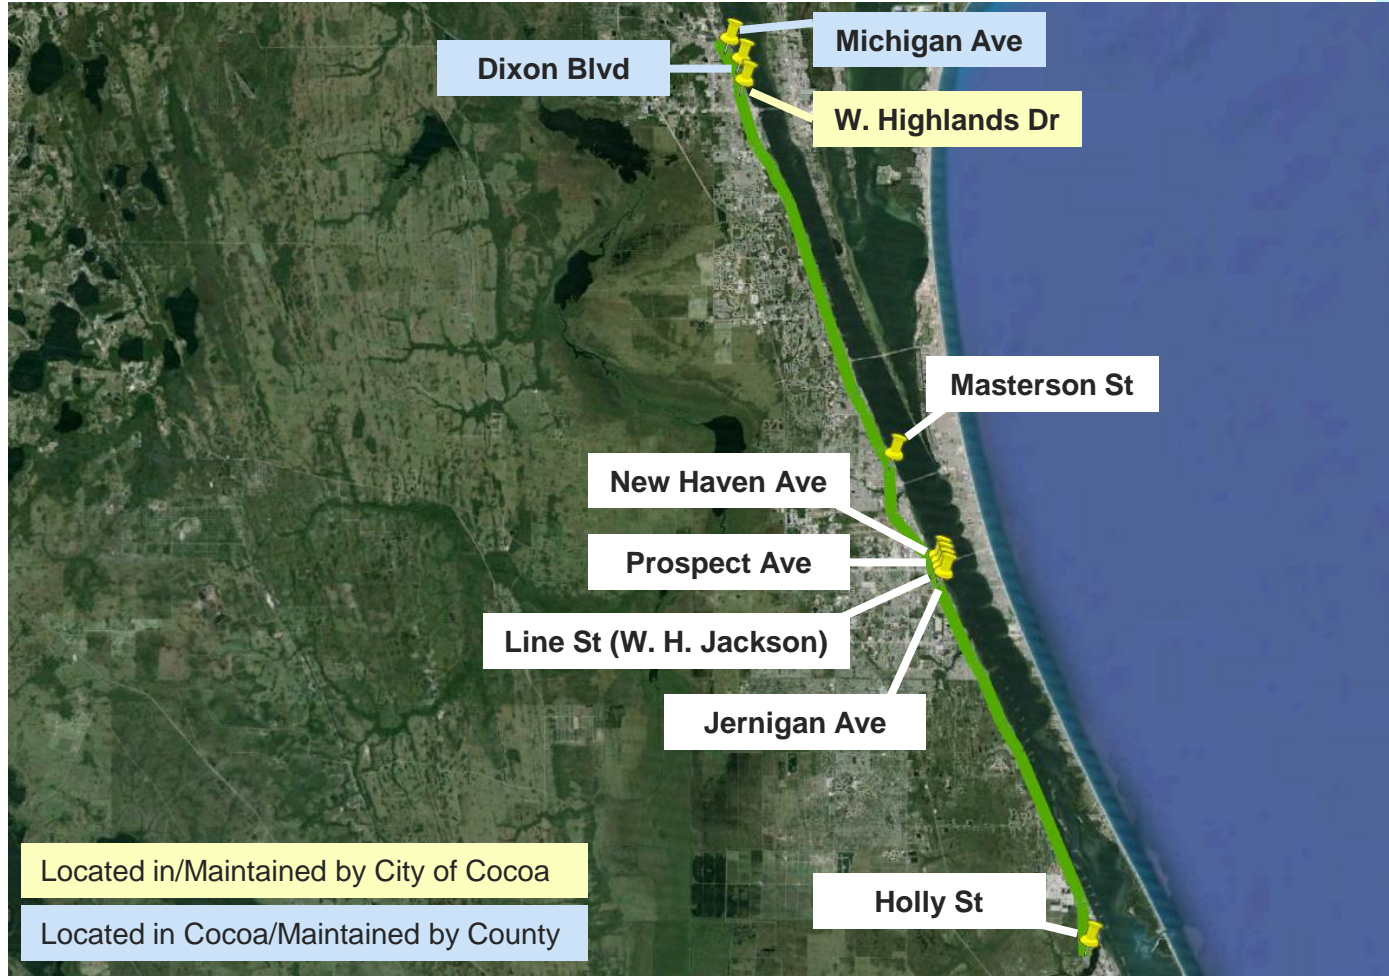 Michigan Ave
Dixon Blvd
W. Highlands Dr
Masterson St
New Haven Ave
Prospect Ave
Line St (W. H. Jackson)
Jernigan Ave
Holly St
Located in/Maintained by City of Cocoa
Located in Cocoa/Maintained by County